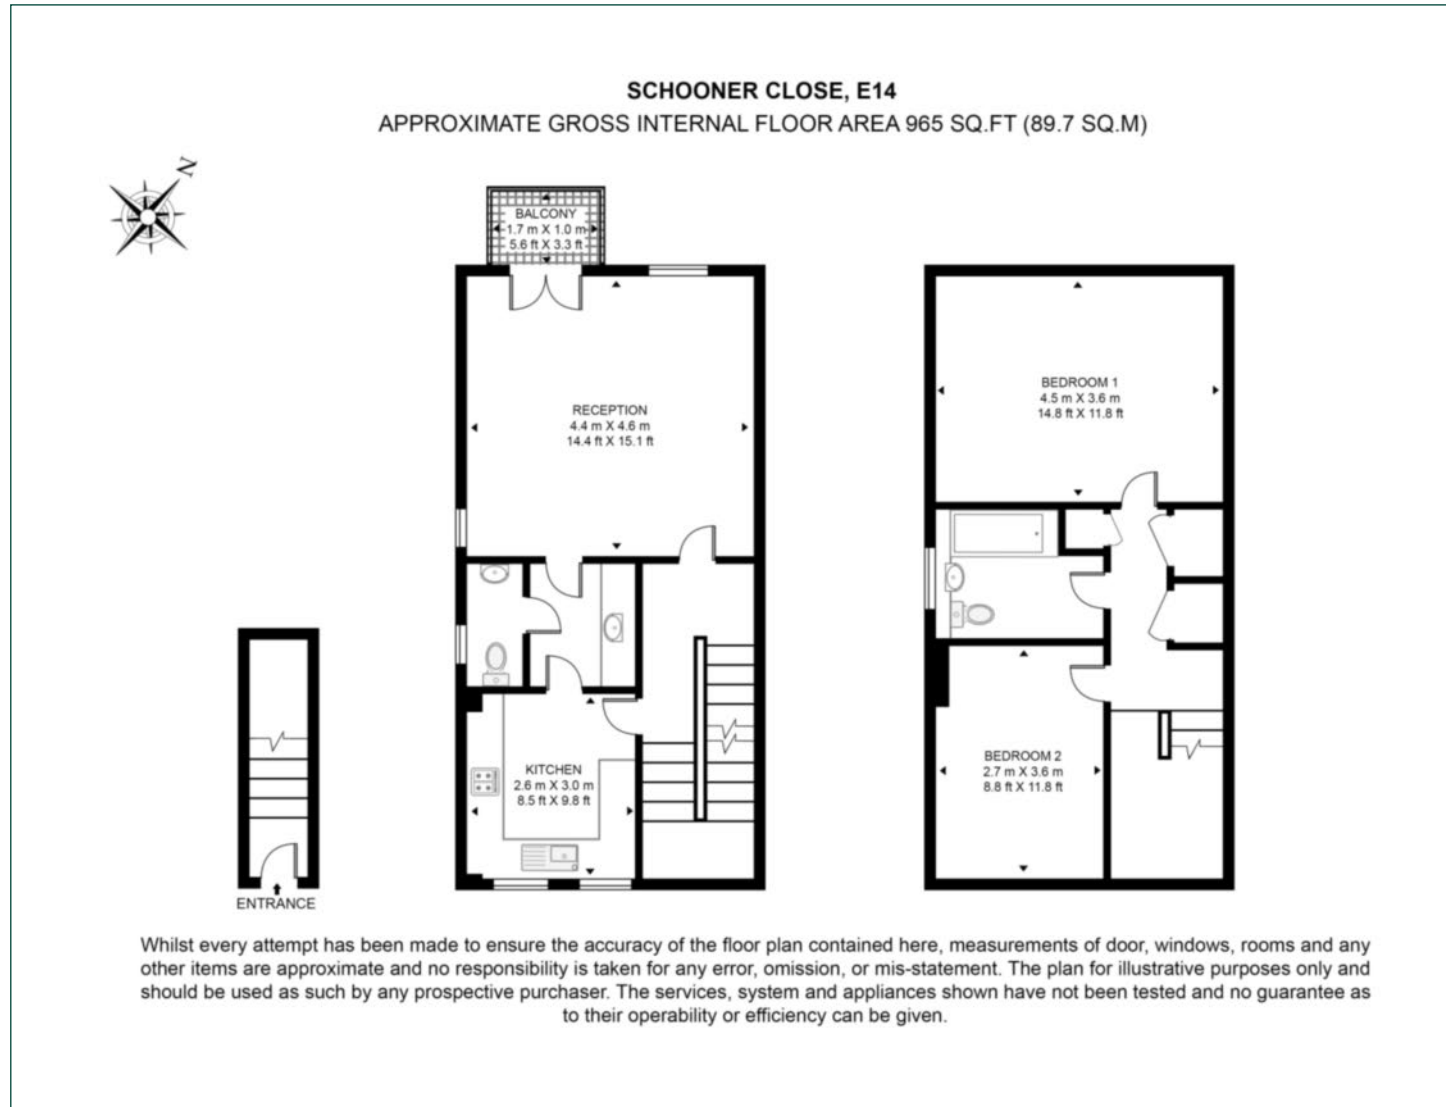 SCHOONER CLOSE, E14
APPROXIMATE GROSS INTERNAL FLOOR AREA 965 SQ.FT (89.7 SQ.M)
N
BALCONY
1.7 m X 1.0 m
5.6 ft X 3.3 ft
RECEPTION
4.4 m X 4.6 m
14.4 ft X 15.1 ft
BEDROOM 1
4.5 m X 3.6 m
14.8 ft X 11.8 ft
KITCHEN
2.6 m X 3.0 m
8.5 ft X 9.8 ft
BEDROOM 2
2.7 m X 3.6 m
8.8 ft X 11.8 ft
ENTRANCE
Whilst every attempt has been made to ensure the accuracy of the floor plan contained here, measurements of door, windows, rooms and any
other items are approximate and no responsibility is taken for any error, omission, or mis-statement. The plan for illustrative purposes only and
should be used as such by any prospective purchaser. The services, system and appliances shown have not been tested and no guarantee as
to their operability or efficiency can be given.